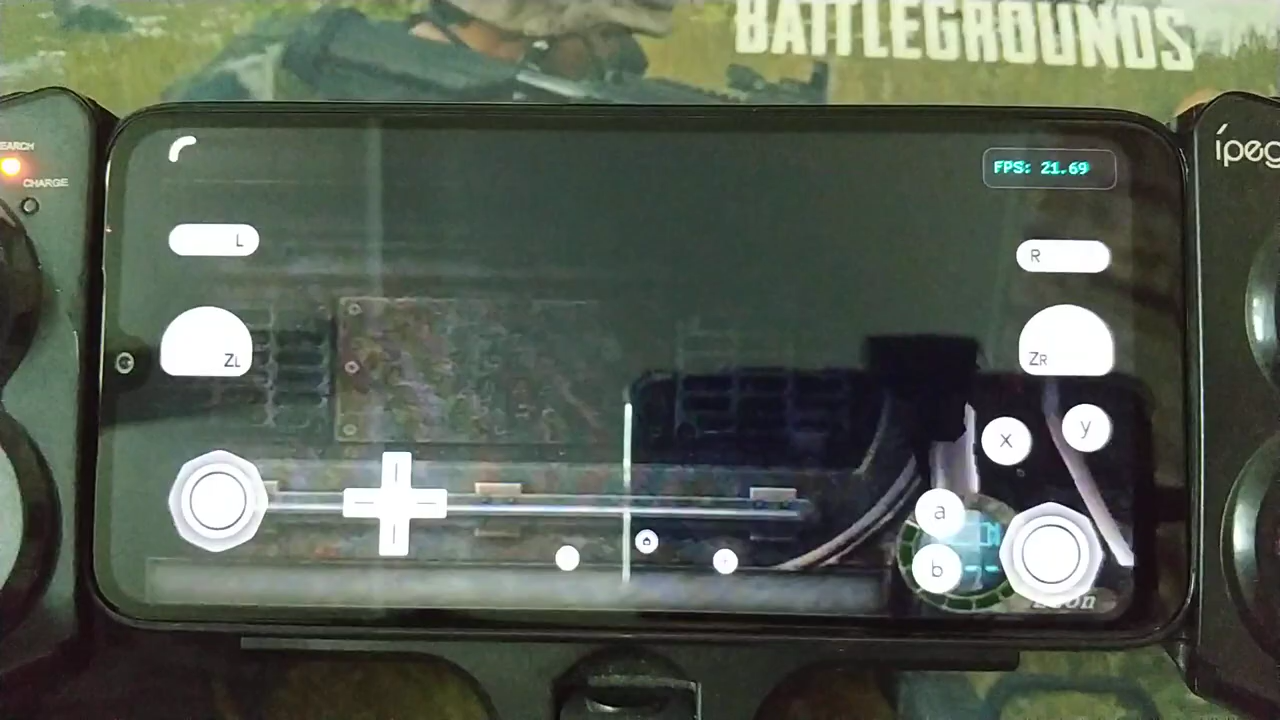 BATTLEGROUNDS
EARCH
CHARGE
ipeg
FPS: 21.69
L
R
ZL
ZR
x
y
a
b